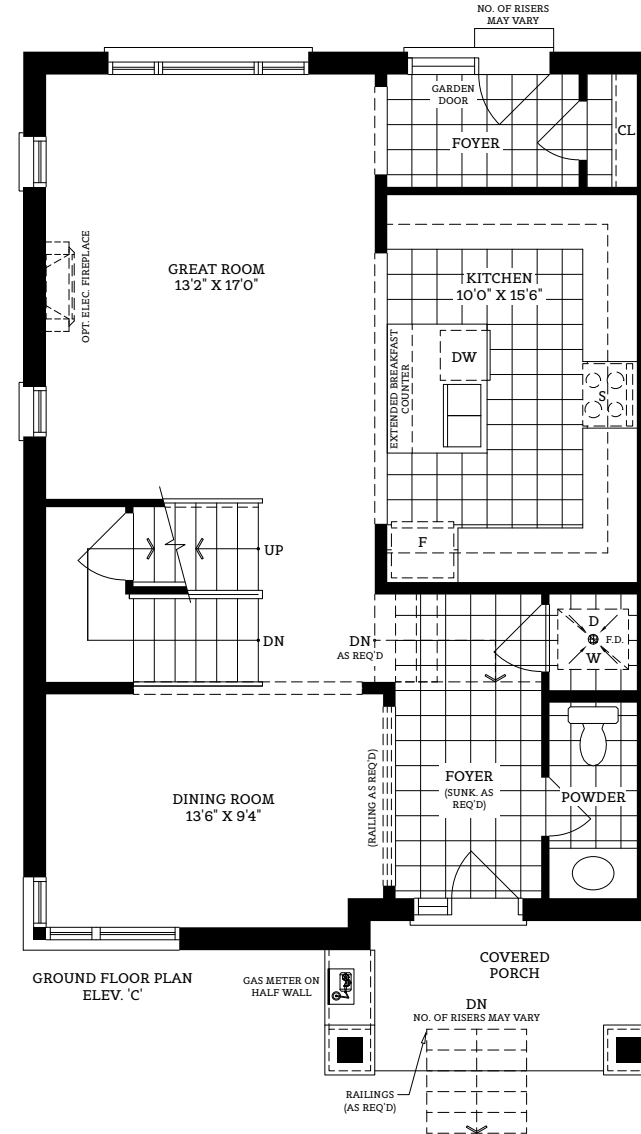 NO. OF RISERS
MAY VARY
GARDEN
DOOR
FOYER
CL
GREAT ROOM
13'2" X 17'0"
OPT. ELEC. FIREPLACE
KITCHEN
10'0" X 15'6"
EXTENDED BREAKFAST
COUNTER
DW
S
F
UP
DN
DN
AS REQ'D
D
F.D.
W
DINING ROOM
13'6" X 9'4"
(RAILING AS REQ'D)
FOYER
(SUNK. AS
REQ'D)
POWDER
GROUND FLOOR PLAN
ELEV. 'C'
GAS METER ON
HALF WALL
COVERED
PORCH
DN
NO. OF RISERS MAY VARY
RAILINGS
(AS REQ'D)